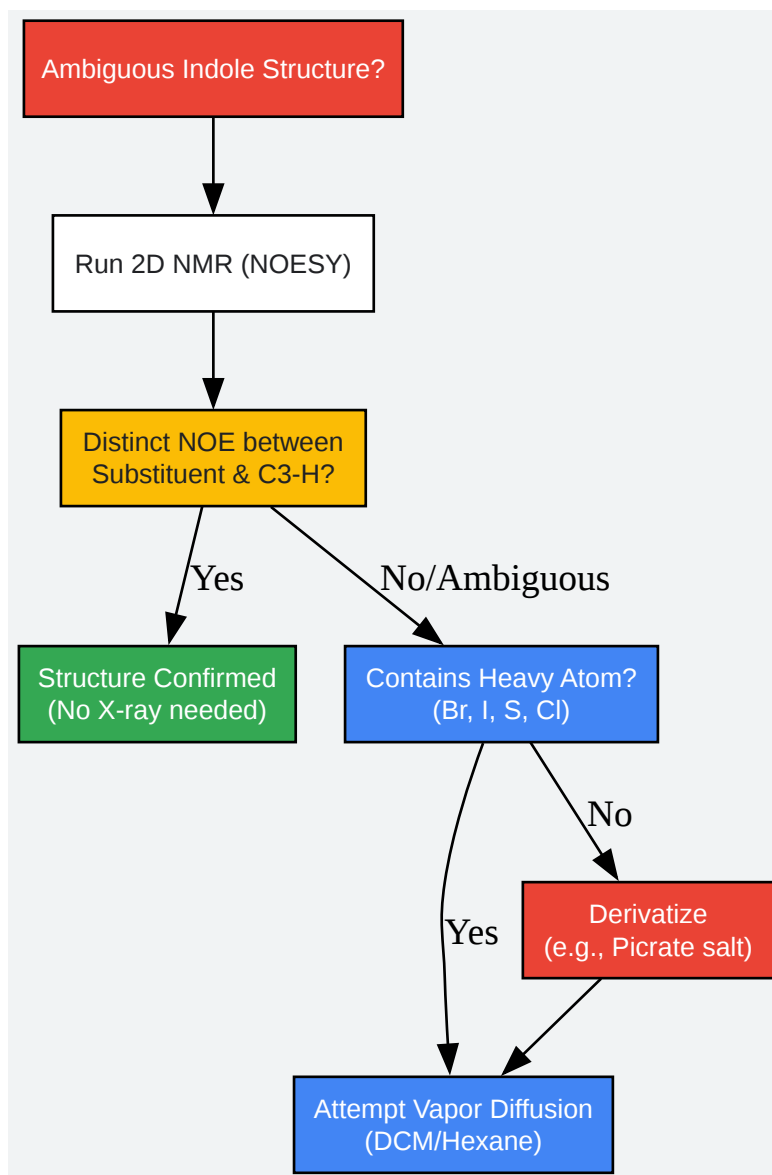 Ambiguous Indole Structure?
Run 2D NMR (NOESY)
Distinct NOE between
Substituent & C3-H?
Yes
No/Ambiguous
Structure Confirmed
(No X-ray needed)
Contains Heavy Atom?
(Br, I, S, Cl)
No
Yes
Derivatize
(e.g., Picrate salt)
Attempt Vapor Diffusion
(DCM/Hexane)